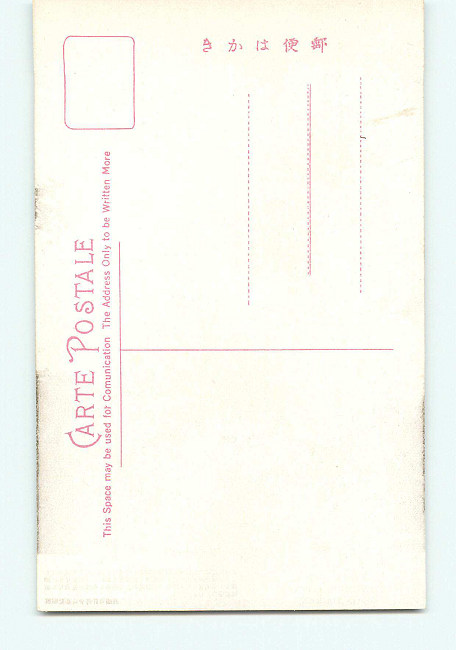 郵便はかき
CARTE POSTALE
This Space may be used for Comunication The Address Only to be Written More